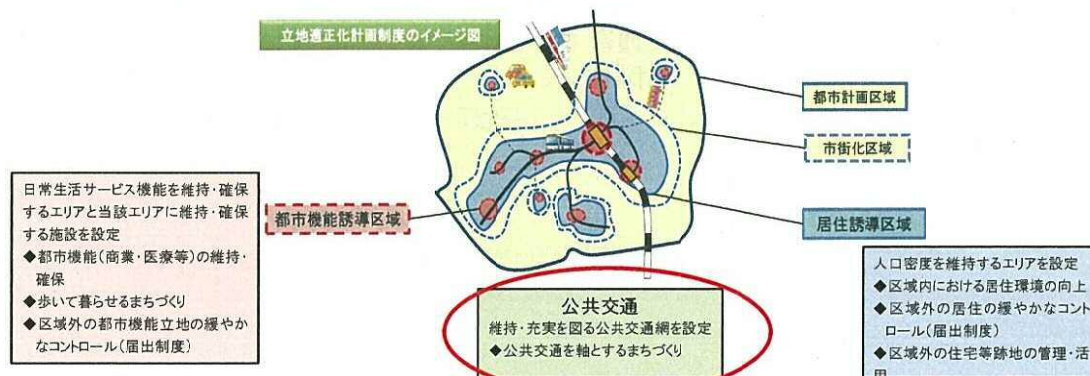 立地適正化計画制度のイメージ図
都市計画区域
市街化区域
居住誘導区域
都市機能誘導区域
日常生活サービス機能を維持・確保
するエリアと当該エリアに維持・確保
する施設を設定
◆都市機能(商業・医療等)の維持・
確保
◆歩いて暮らせるまちづくり
◆区域外の都市機能立地の緩やか
なコントロール(届出制度)
公共交通
維持・充実を図る公共交通網を設定
◆公共交通を軸とするまちづくり
人口密度を維持するエリアを設定
◆区域内における居住環境の向上
◆区域外の居住の緩やかなコント
ロール(届出制度)
◆区域外の住宅等跡地の管理・活
用